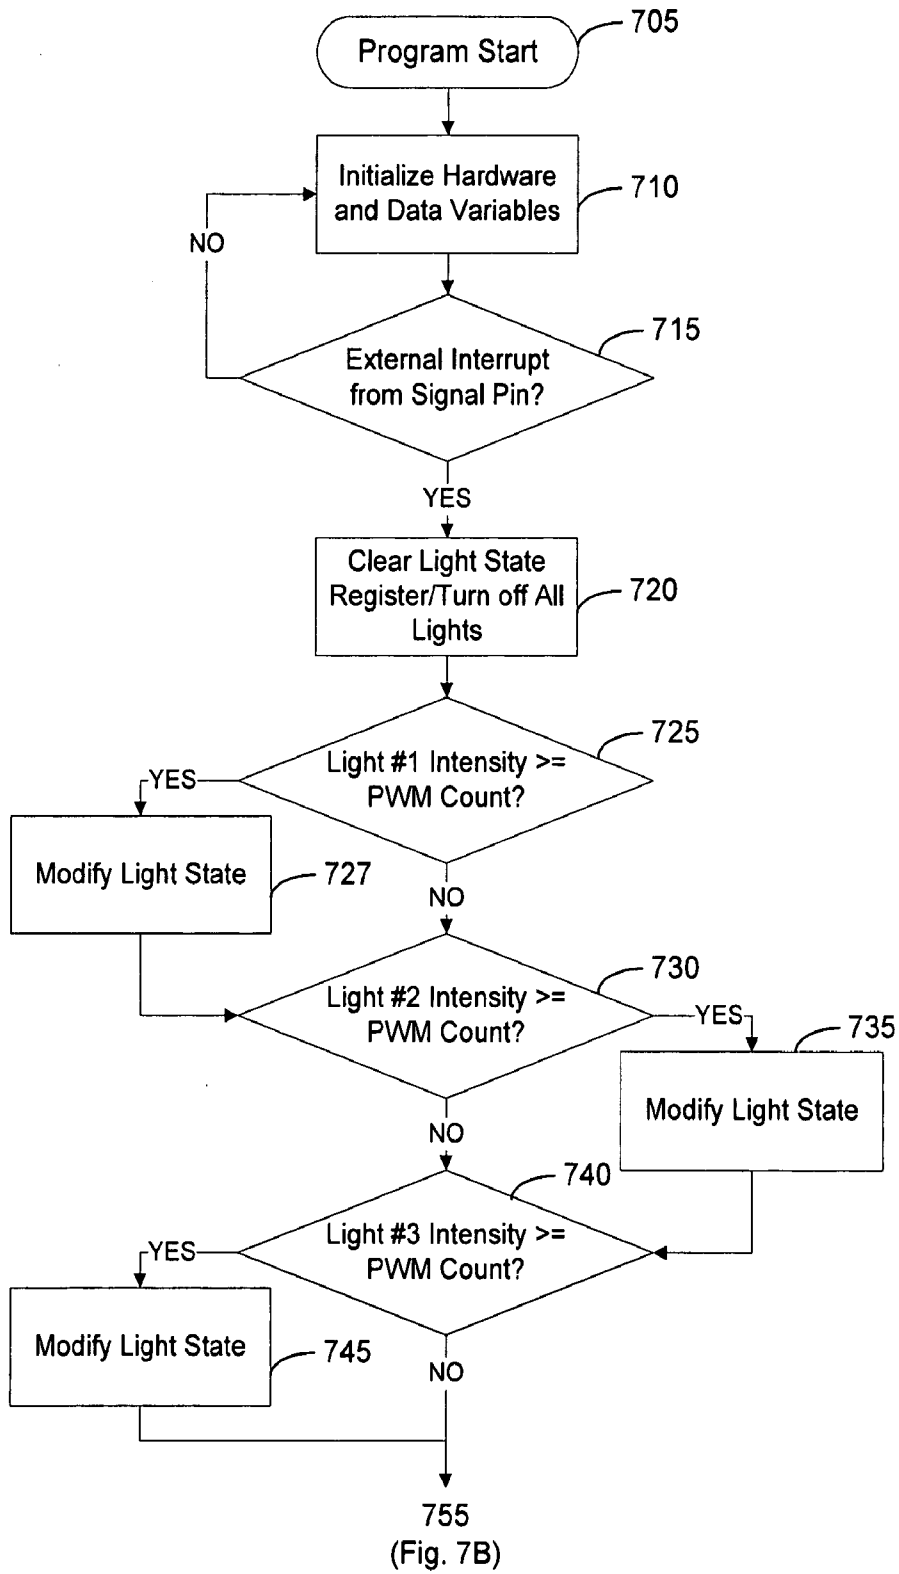 705
Program Start
Initialize Hardware
and Data Variables
710
NO
715
External Interrupt
from Signal Pin?
YES
Clear Light State
Register/Turn off All
Lights
720
725
Light #1 Intensity >=
PWM Count?
YES
Modify Light State
727
NO
730
Light #2 Intensity >=
PWM Count?
YES
735
Modify Light State
NO
740
Light #3 Intensity >=
PWM Count?
YES
Modify Light State
745
NO
755
(Fig. 7B)